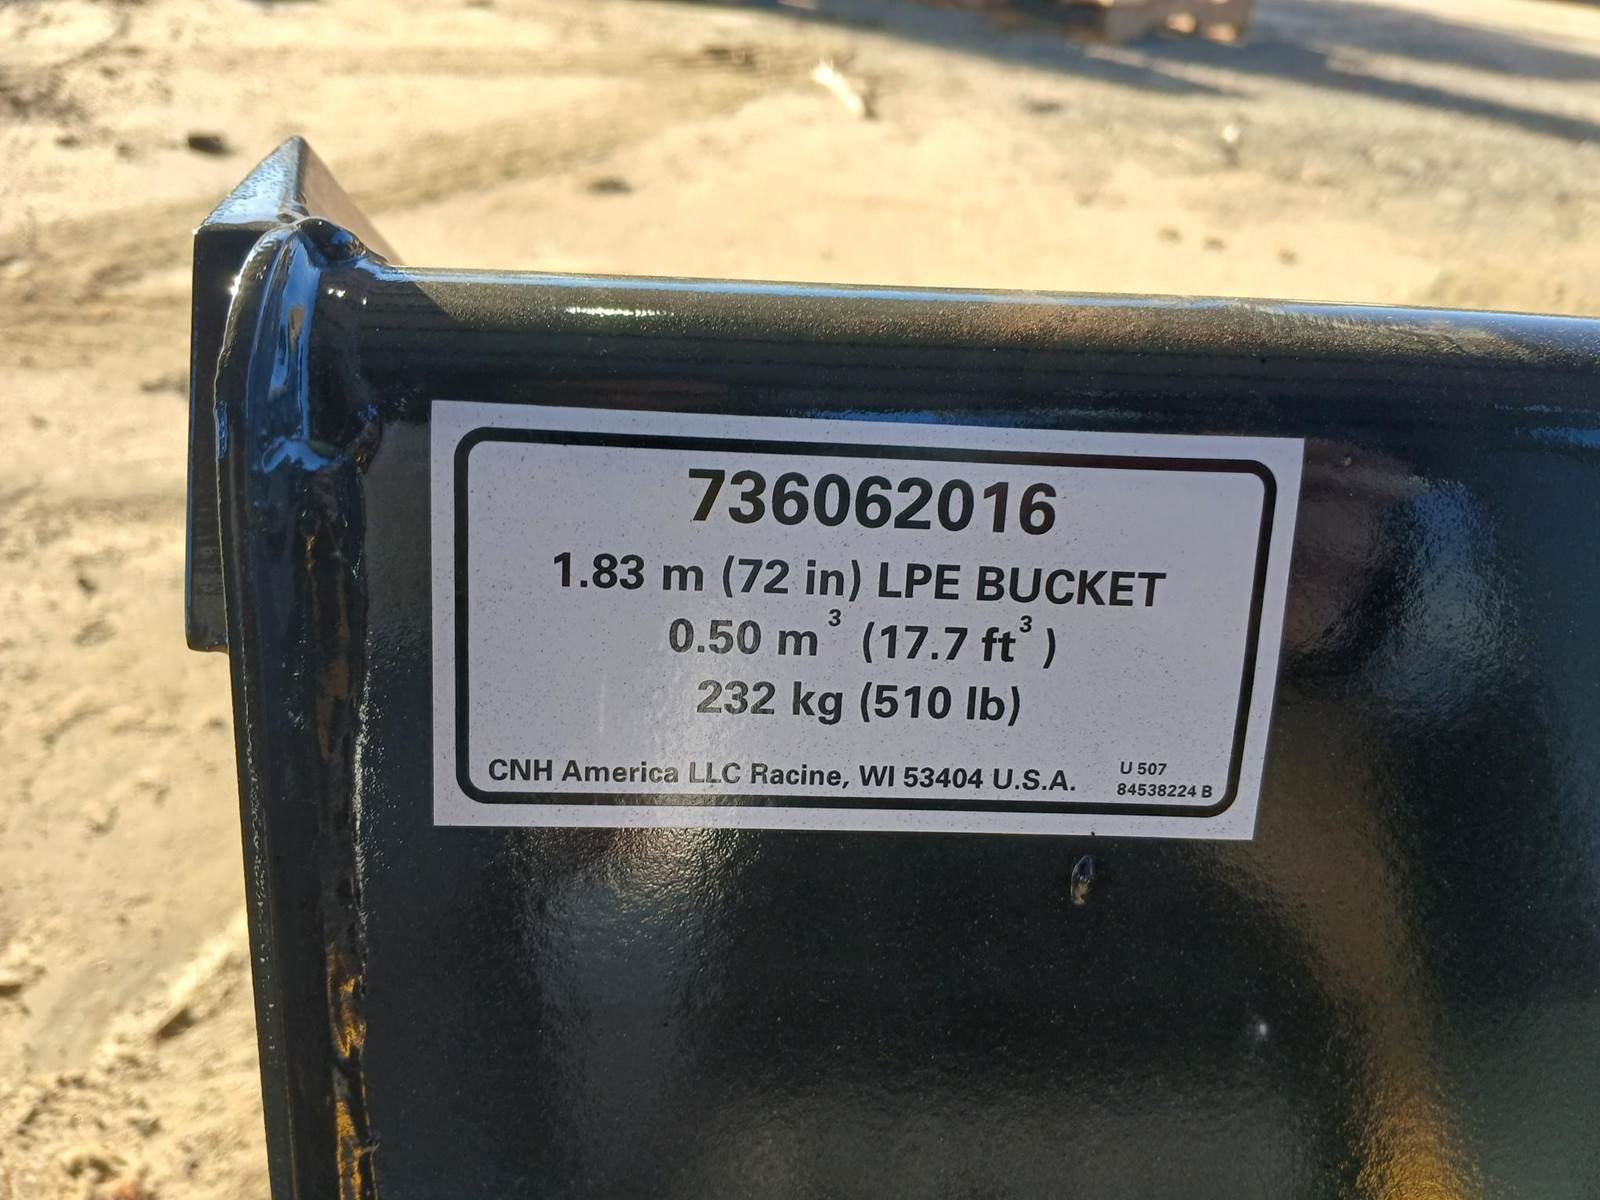 736062016
1.83 m (72 in) LPE BUCKET
0.50 m³ (17.7 ft³)
232 kg (510 lb)
CNH America LLC Racine, WI 53404 U.S.A.
U 507
84538224 B